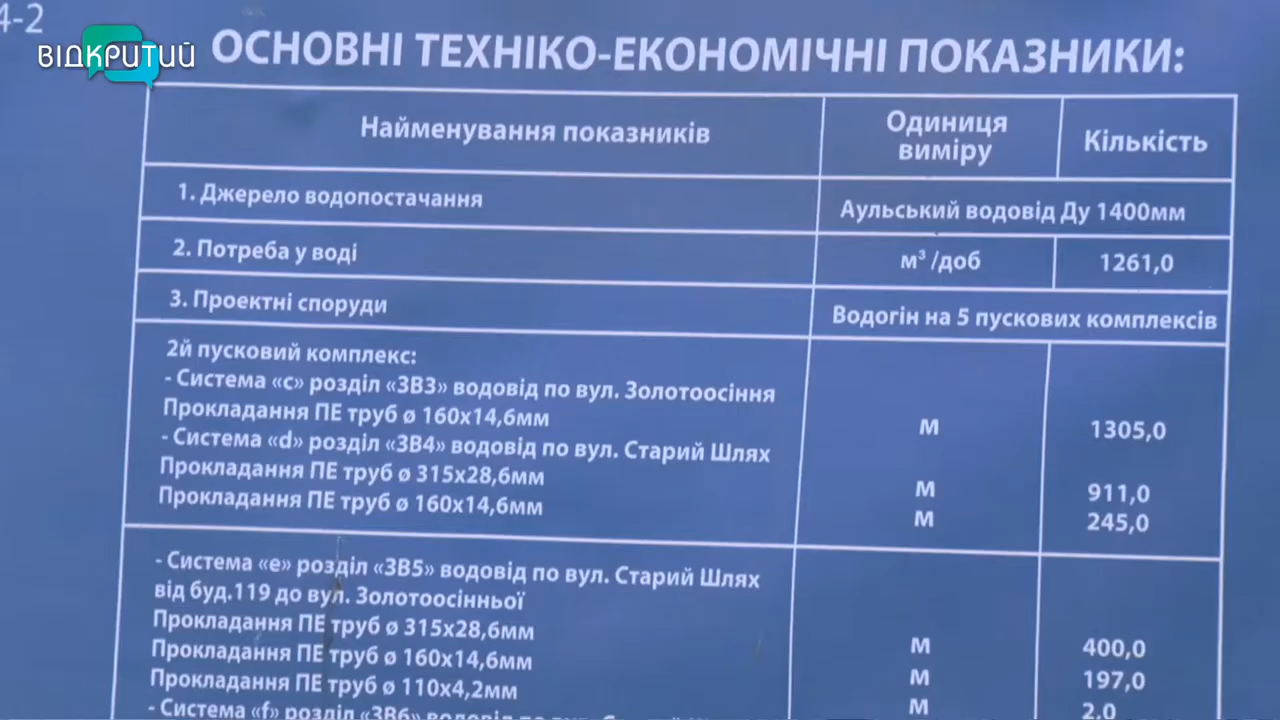 4-2
ВІДКРИТИЙ
ОСНОВНІ ТЕХНІКО-ЕКОНОМІЧНІ ПОКАЗНИКИ:
Найменування показників
Одиниця
виміру
Кількість
1. Джерело водопостачання
Аульський водовід Ду 1400мм
2. Потреба у воді
м³ /доб
1261,0
3. Проектні споруди
Водогін на 5 пускових комплексів
2й пусковий комплекс:
- Система «с» розділ «ЗВ3» водовід по вул. Золотоосіння
Прокладання ПЕ труб ø 160х14,6мм
М
1305,0
- Система «d» розділ «ЗВ4» водовід по вул. Старий Шлях
Прокладання ПЕ труб ø 315х28,6мм
М
911,0
Прокладання ПЕ труб ø 160х14,6мм
М
245,0
- Система «е» розділ «ЗВ5» водовід по вул. Старий Шлях
від буд.119 до вул. Золотоосінньої
Прокладання ПЕ труб ø 315х28,6мм
М
400,0
Прокладання ПЕ труб ø 160х14,6мм
М
197,0
Прокладання ПЕ труб ø 110х4,2мм
М
2,0
- Система «f» розділ «ЗВ6» водовід по вул.